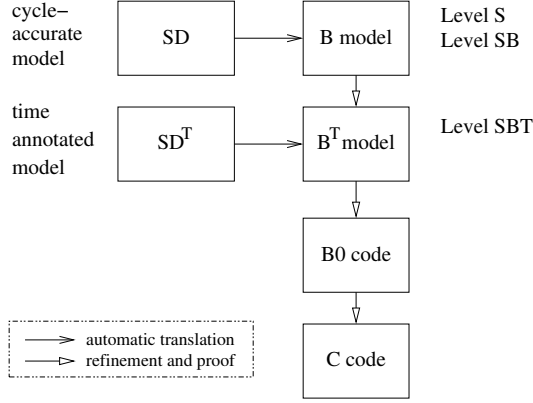 cycle-
accurate
model
SD
B model
Level S
Level SB
time
annotated
model
SD^T
B^T model
Level SBT
B0 code
C code
automatic translation
refinement and proof